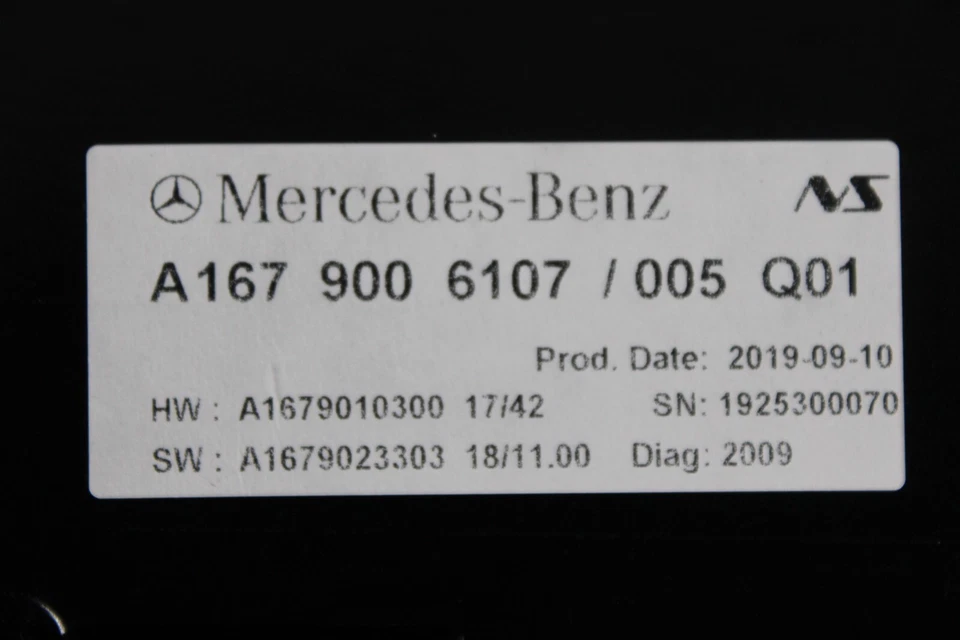 Mercedes-Benz NS
A167 900 6107 / 005 Q01
Prod. Date: 2019-09-10
HW : A1679010300 17/42 SN: 1925300070
SW : A1679023303 18/11.00 Diag: 2009